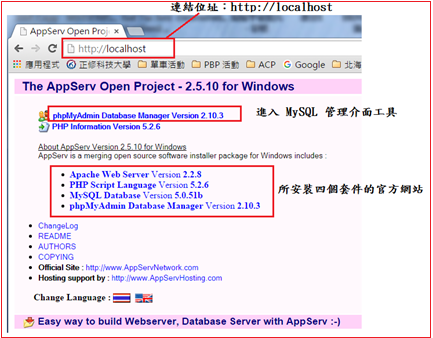 連結位址：http://localhost
AppServ Open Proje
http://localhost
應用程式 Yahoo 正修科技大學 單車活動 PBP 活動 ACP Google 北海
The AppServ Open Project - 2.5.10 for Windows
phpMyAdmin Database Manager Version 2.10.3
進入 MySQL 管理介面工具
PHP Information Version 5.2.6
About AppServ Version 2.5.10 for Windows
AppServ is a merging open source software installer package for Windows includes :
Apache Web Server Version 2.2.8
PHP Script Language Version 5.2.6
所安裝四個套件的官方網站
MySQL Database Version 5.0.51b
phpMyAdmin Database Manager Version 2.10.3
ChangeLog
README
AUTHORS
COPYING
Official Site : http://www.AppServNetwork.com
Hosting support by : http://www.AppServHosting.com
Change Language :
Easy way to build Webserver, Database Server with AppServ :-)